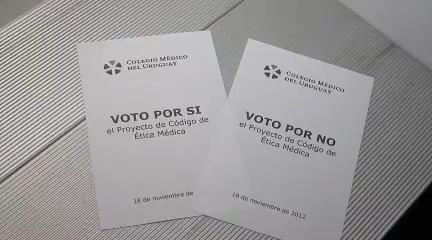 COLEGIO MÉDICO
DEL URUGUAY
VOTO POR SI
el Proyecto de Código de
Ética Médica
18 de noviembre de
COLEGIO MÉDICO
DEL URUGUAY
VOTO POR NO
el Proyecto de Código de
Ética Médica
18 de noviembre de 2012